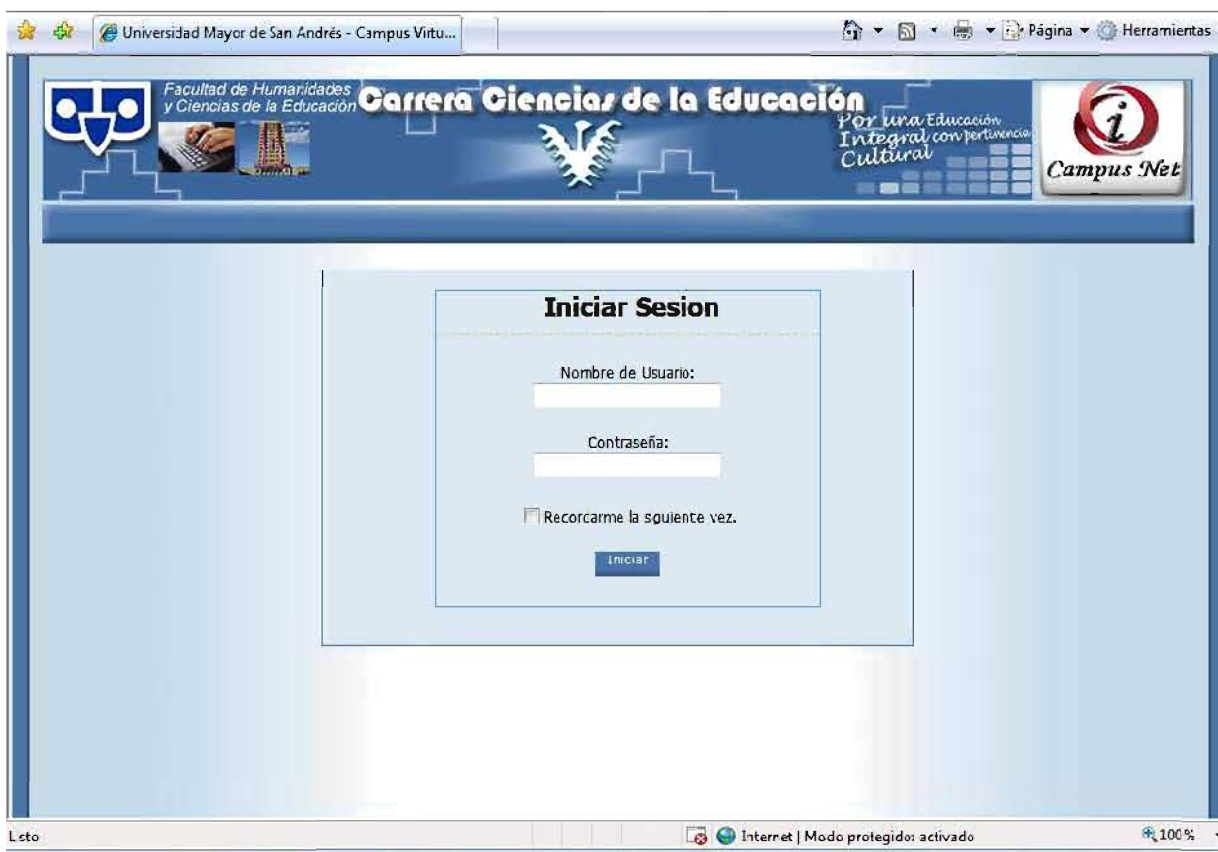 Universidad Mayor de San Andrés - Campus Virtu...
Página
Herramientas
Facultad de Humanidades
y Ciencias de la Educación
Carrera Ciencias de la Educación
Por una Educación
Integral con pertinencia
Cultural
i
Campus Net
Iniciar Sesion
Nombre de Usuario:
Contraseña:
Recorcarme la sguiente vez.
Iniciar
Listo
Internet | Modo protegido: activado
100%